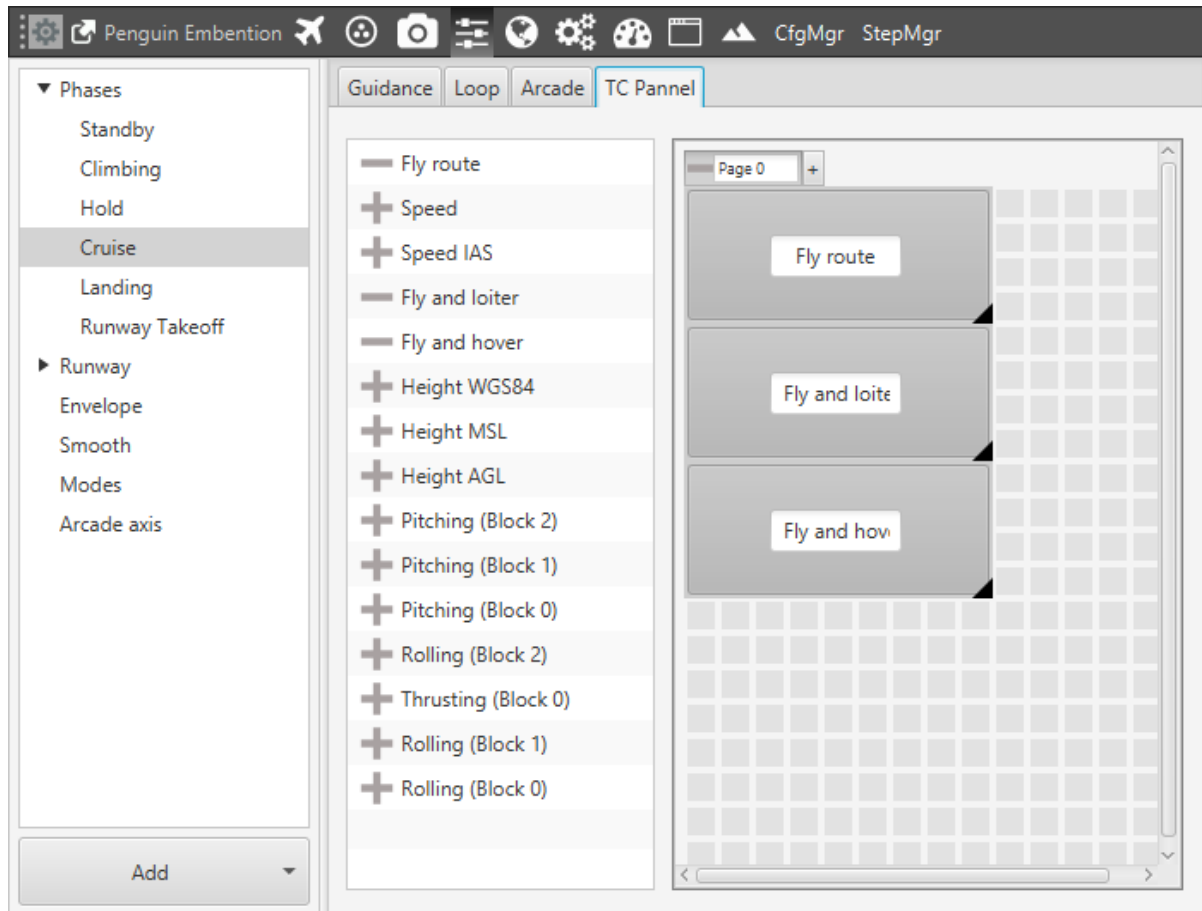 Penguin Embention CfgMgr StepMgr
Phases
Standby
Climbing
Hold
Cruise
Landing
Runway Takeoff
Runway
Envelope
Smooth
Modes
Arcade axis
Add
Guidance Loop Arcade TC Pannel
Fly route
Speed
Speed IAS
Fly and loiter
Fly and hover
Height WGS84
Height MSL
Height AGL
Pitching (Block 2)
Pitching (Block 1)
Pitching (Block 0)
Rolling (Block 2)
Thrusting (Block 0)
Rolling (Block 1)
Rolling (Block 0)
Page 0 +
Fly route
Fly and loite
Fly and hov